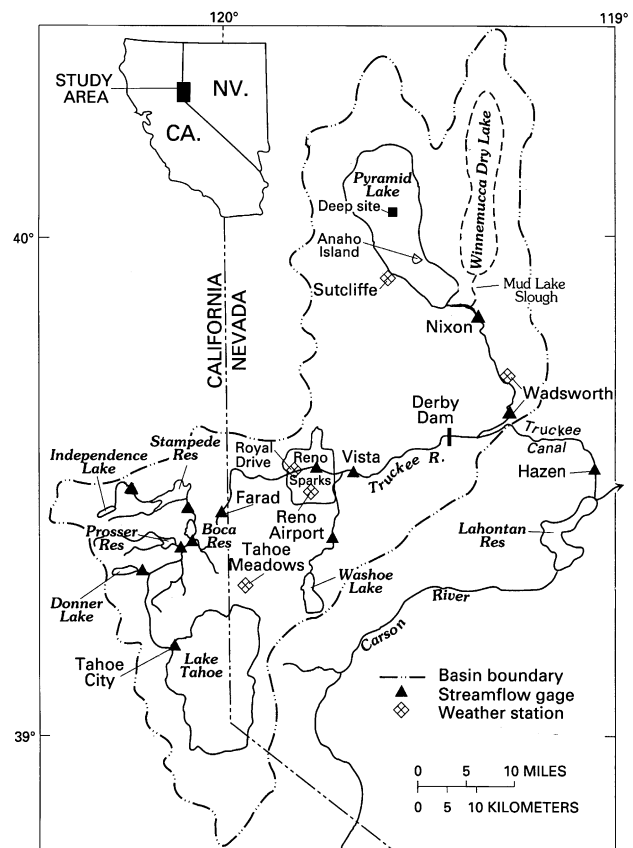 120°
119°
STUDY
AREA
NV.
CA.
Pyramid
Lake
Deep site
Winnemucca Dry Lake
40°
Anaho
Island
Sutcliffe
Mud Lake
Slough
Nixon
CALIFORNIA
NEVADA
Wadsworth
Derby
Dam
Truckee
Canal
Independence
Lake
Stampede
Res
Royal
Drive
Reno
Sparks
Vista
Truckee R.
Hazen
Farad
Reno
Airport
Prosser
Res
Boca
Res
Lahontan
Res
Tahoe
Meadows
Donner
Lake
Washoe
Lake
Carson River
Tahoe
City
Lake
Tahoe
Basin boundary
Streamflow gage
Weather station
39°
0 5 10 MILES
0 5 10 KILOMETERS